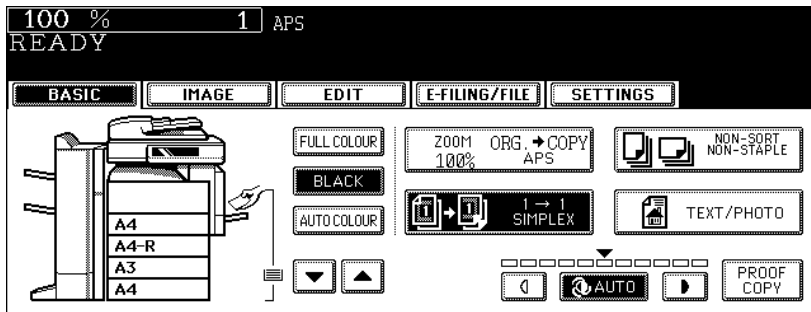 100 % 1 APS
READY
BASIC IMAGE EDIT E-FILING/FILE SETTINGS
FULL COLOUR
BLACK
AUTO COLOUR
ZOOM ORG. → COPY
100% APS
NON-SORT
NON-STAPLE
1 → 1
SIMPLEX
TEXT/PHOTO
A4
A4-R
A3
A4
AUTO
PROOF
COPY